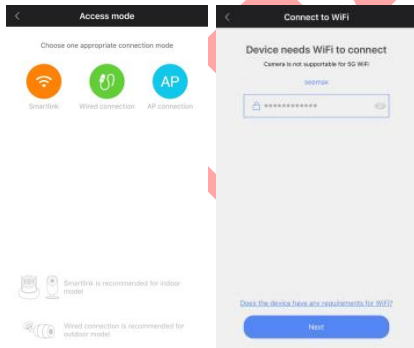 Access mode
Choose one appropriate connection mode
AP
Smartlink
Wired connection
AP connection
Smartlink is recommended for indoor
model
Wired connection is recommended for
outdoor model
Connect to WiFi
Device needs WiFi to connect
Camera is not supportable for 5G WiFi
seemax
************
Does the device have any requirements for WiFi?
Next